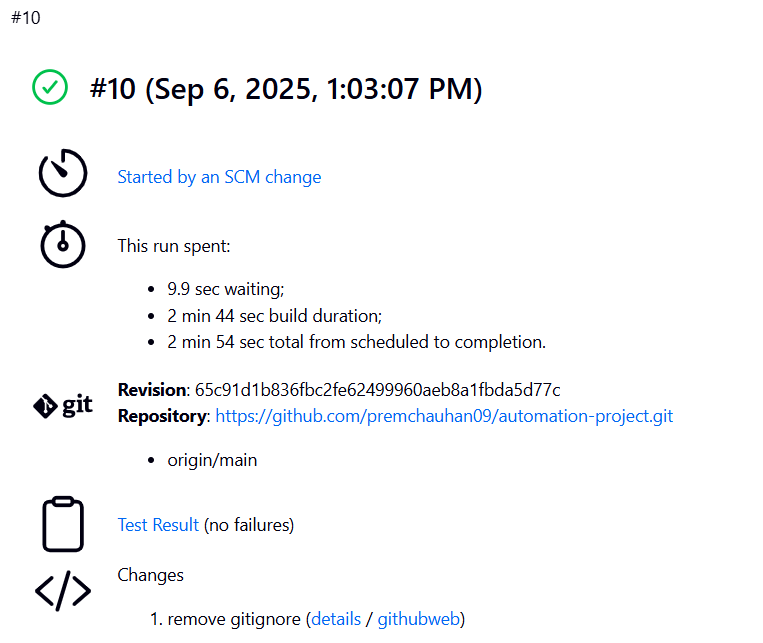 #10
#10 (Sep 6, 2025, 1:03:07 PM)
Started by an SCM change
This run spent:
9.9 sec waiting;
2 min 44 sec build duration;
2 min 54 sec total from scheduled to completion.
git
Revision: 65c91d1b836fbc2fe62499960aeb8a1fbda5d77c
Repository: https://github.com/premchauhan09/automation-project.git
origin/main
Test Result (no failures)
Changes
1. remove gitignore (details / githubweb)